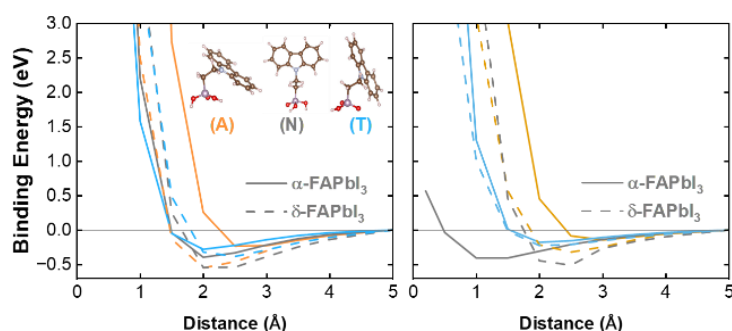 Binding Energy (eV)
3.0
2.5
2.0
1.5
1.0
0.5
0.0
−0.5
(A)
(N)
(T)
α-FAPbI₃
δ-FAPbI₃
α-FAPbI₃
δ-FAPbI₃
0 1 2 3 4 5
0 1 2 3 4 5
Distance (Å)
Distance (Å)